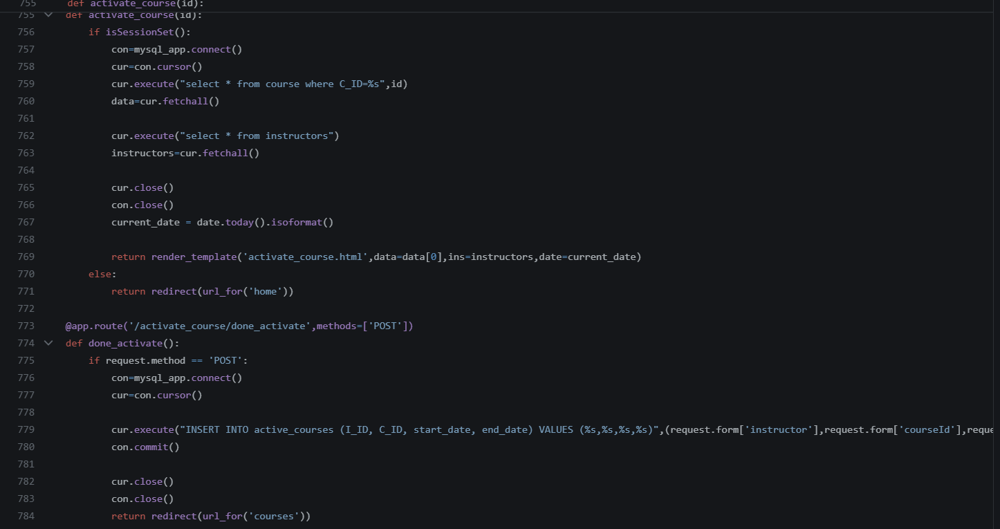 755 def activate_course(id):
755 def activate_course(id):
756 if isSessionSet():
757 con=mysql_app.connect()
758 cur=con.cursor()
759 cur.execute("select * from course where C_ID=%s",id)
760 data=cur.fetchall()
761
762 cur.execute("select * from instructors")
763 instructors=cur.fetchall()
764
765 cur.close()
766 con.close()
767 current_date = date.today().isoformat()
768
769 return render_template('activate_course.html',data=data[0],ins=instructors,date=current_date)
770 else:
771 return redirect(url_for('home'))
772
773 @app.route('/activate_course/done_activate',methods=['POST'])
774 def done_activate():
775 if request.method == 'POST':
776 con=mysql_app.connect()
777 cur=con.cursor()
778
779 cur.execute("INSERT INTO active_courses (I_ID, C_ID, start_date, end_date) VALUES (%s,%s,%s,%s)",(request.form['instructor'],request.form['courseId'],reque
780 con.commit()
781
782 cur.close()
783 con.close()
784 return redirect(url_for('courses'))